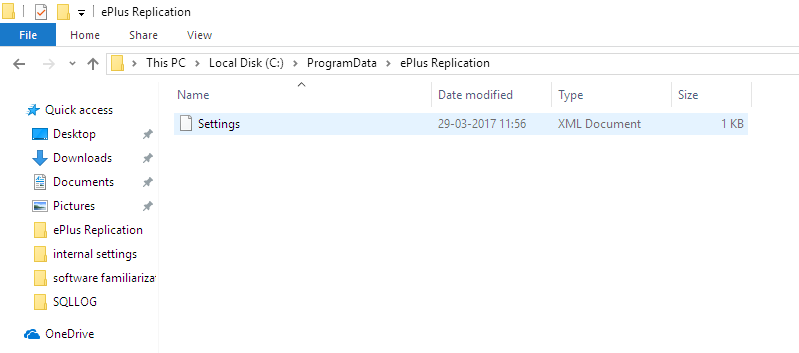 ePlus Replication
File Home Share View
This PC Local Disk (C:) ProgramData ePlus Replication
Name Date modified Type Size
Quick access
Settings 29-03-2017 11:56 XML Document 1 KB
Desktop
Downloads
Documents
Pictures
ePlus Replication
internal settings
software familiarizat
SQLLOG
OneDrive